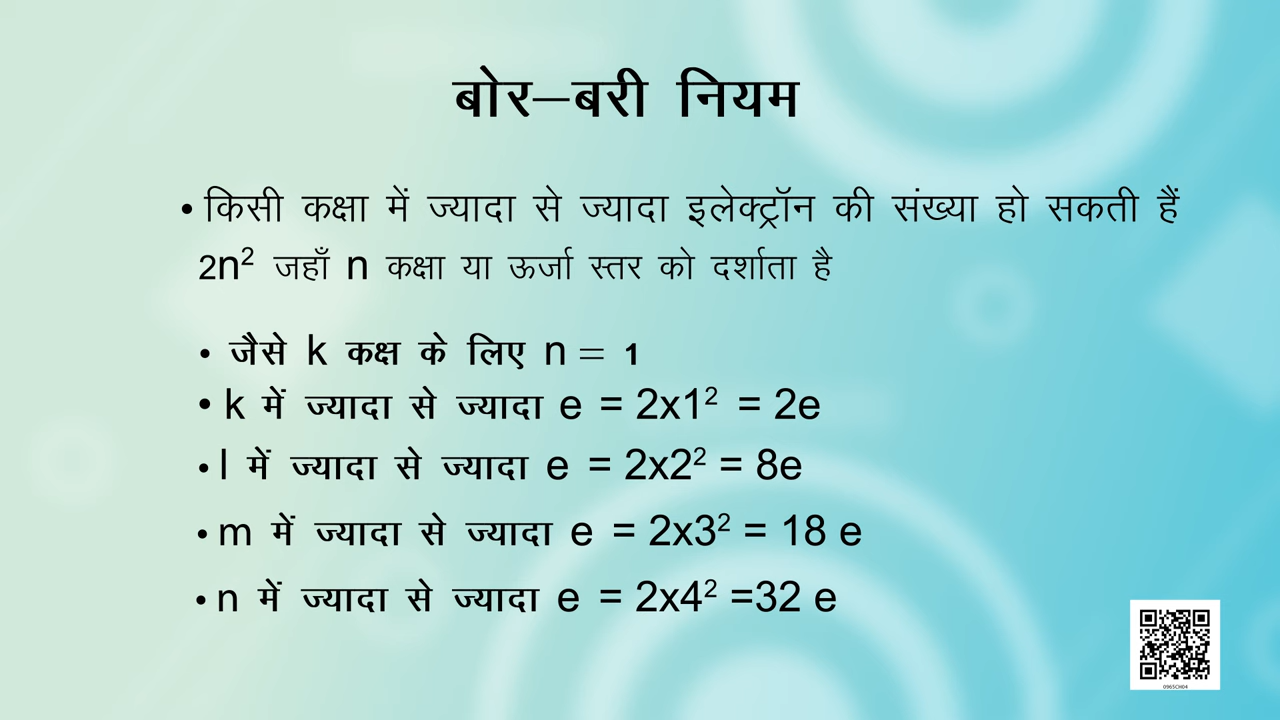 बोर–बरी नियम
• किसी कक्षा में ज्यादा से ज्यादा इलेक्ट्रॉन की संख्या हो सकती हैं
2n² जहाँ n कक्षा या ऊर्जा स्तर को दर्शाता है
• जैसे k कक्ष के लिए n = 1
• k में ज्यादा से ज्यादा e = 2x1² = 2e
• l में ज्यादा से ज्यादा e = 2x2² = 8e
• m में ज्यादा से ज्यादा e = 2x3² = 18 e
• n में ज्यादा से ज्यादा e = 2x4² =32 e
0965CH04